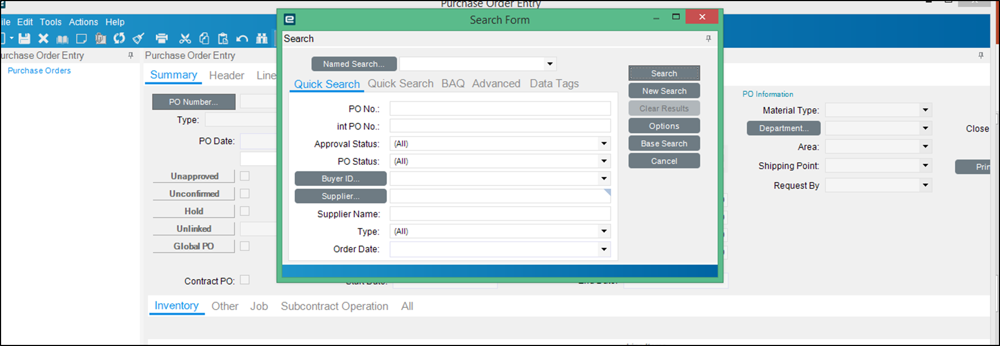 Purchase Order Entry
ile Edit Tools Actions Help
urchase Order Entry
Purchase Orders
Purchase Order Entry
Summary Header Line
PO Number...
Type:
PO Date:
Unapproved
Unconfirmed
Hold
Unlinked
Global PO
Contract PO:
Start Date:
End Date:
Search Form
Search
Named Search...
Quick Search Quick Search BAQ Advanced Data Tags
PO No.:
int PO No.:
Approval Status: (All)
PO Status: (All)
Buyer ID...
Supplier...
Supplier Name:
Type: (All)
Order Date:
Search
New Search
Clear Results
Options
Base Search
Cancel
PO Information
Material Type:
Department...
Area:
Shipping Point:
Request By
Close
Prin
Inventory Other Job Subcontract Operation All